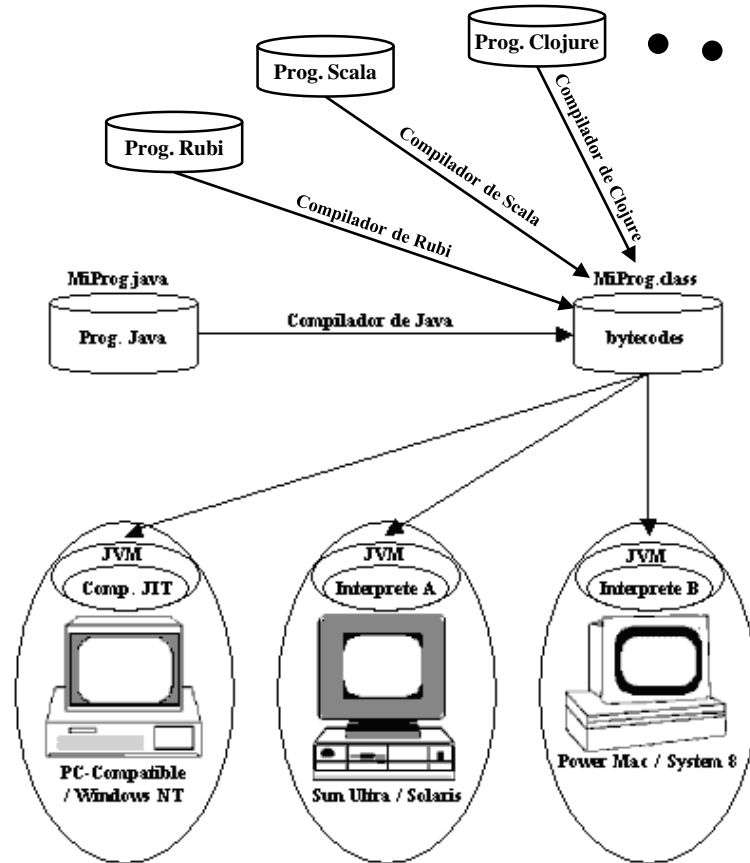 Prog. Clojure
Prog. Scala
Prog. Rubi
Compilador de Clojure
Compilador de Scala
Compilador de Rubi
MiProg.java
MiProg.class
Prog. Java
Compilador de Java
bytecodes
JVM
JVM
JVM
Comp. JIT
Interprete A
Interprete B
PC-Compatible
/ Windows NT
Sun Ultra / Solaris
Power Mac / System 8